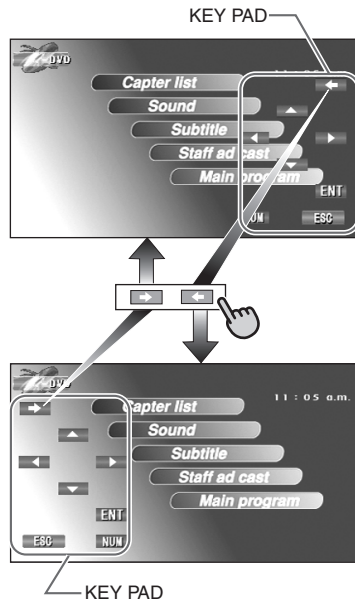 KEY PAD
DVD
Capter list
Sound
Subtitle
Staff ad cast
Main program
ENT
ESC
DVD
11 : 05 a.m.
Capter list
Sound
Subtitle
Staff ad cast
Main program
ENT
ESC NUM
KEY PAD